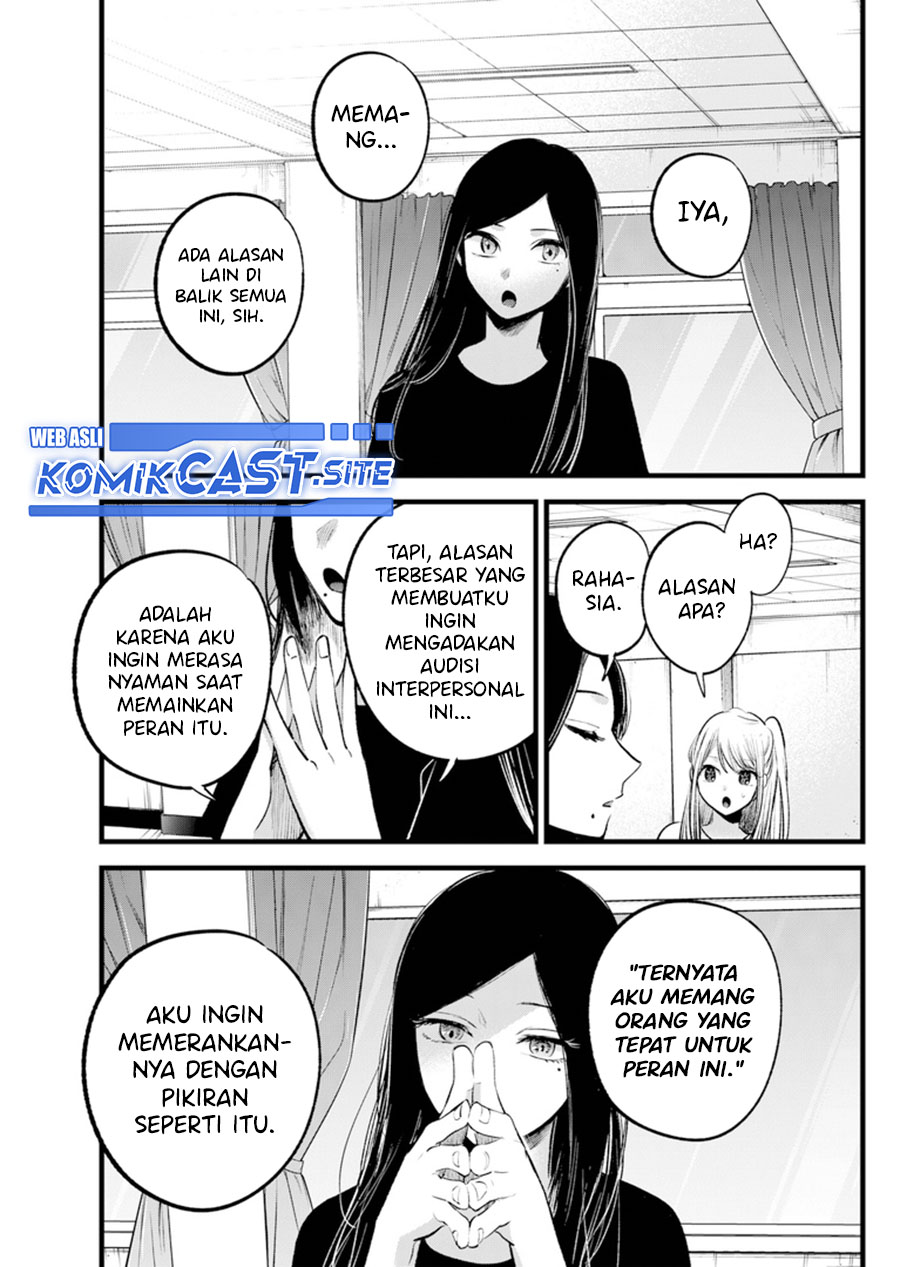 IYA,
MEMA-
NG...
ADA ALASAN
LAIN DI
BALIK SEMUA
INI, SIH.
WEB ASLI
KOMIKCAST.SITE
HA?
ALASAN
APA?
RAHA-
SIA.
TAPI, ALASAN
TERBESAR YANG
MEMBUATKU
INGIN
MENGADAKAN
AUDISI
INTERPERSONAL
INI...
ADALAH
KARENA AKU
INGIN MERASA
NYAMAN SAAT
MEMAINKAN
PERAN ITU.
"TERNYATA
AKU MEMANG
ORANG YANG
TEPAT UNTUK
PERAN INI."
AKU INGIN
MEMERANKAN-
NYA DENGAN
PIKIRAN
SEPERTI ITU.